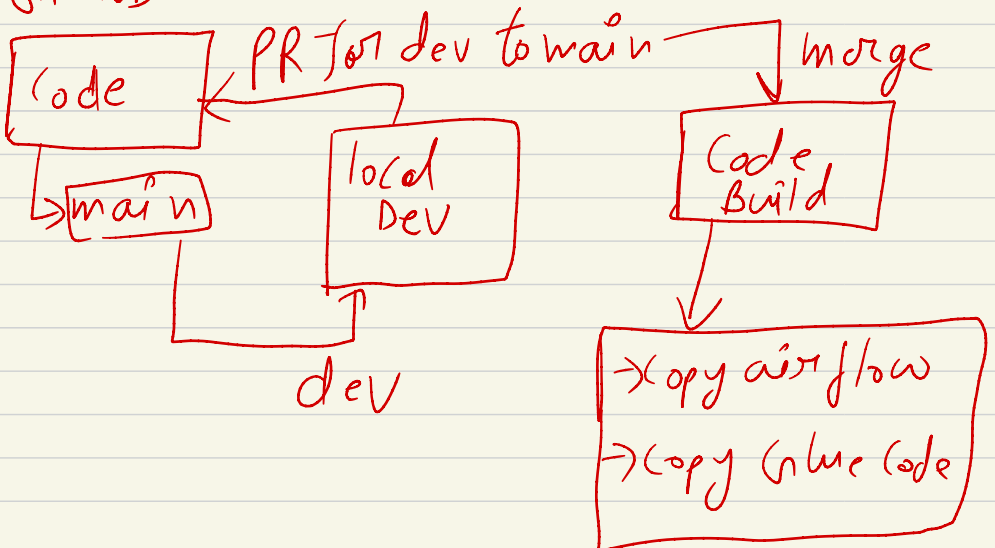 PR for dev to main
merge
Code
main
local
Dev
dev
Code
Build
→ Copy airflow
→ Copy Glue Code